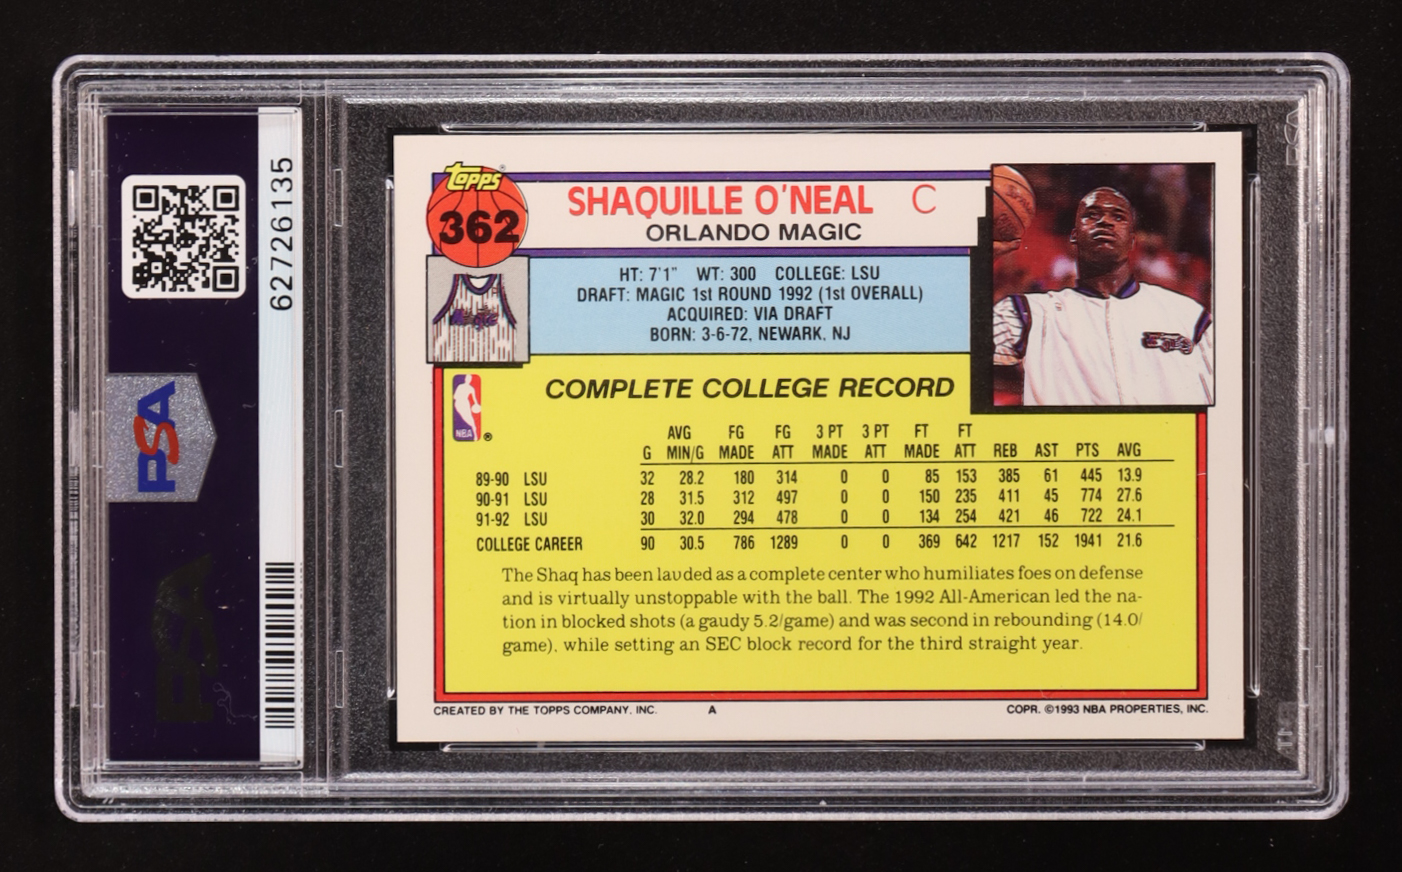 62726135
PSA
PSA
topps
362
SHAQUILLE O'NEAL C
ORLANDO MAGIC
HT: 7'1" WT: 300 COLLEGE: LSU
DRAFT: MAGIC 1st ROUND 1992 (1st OVERALL)
ACQUIRED: VIA DRAFT
BORN: 3-6-72, NEWARK, NJ
Magic
NBA ®
COMPLETE COLLEGE RECORD
AVG FG FG 3 PT 3 PT FT FT
G MIN/G MADE ATT MADE ATT MADE ATT REB AST PTS AVG
89-90 LSU 32 28.2 180 314 0 0 85 153 385 61 445 13.9
90-91 LSU 28 31.5 312 497 0 0 150 235 411 45 774 27.6
91-92 LSU 30 32.0 294 478 0 0 134 254 421 46 722 24.1
COLLEGE CAREER 90 30.5 786 1289 0 0 369 642 1217 152 1941 21.6
The Shaq has been lauded as a complete center who humiliates foes on defense
and is virtually unstoppable with the ball. The 1992 All-American led the na-
tion in blocked shots (a gaudy 5.2/game) and was second in rebounding (14.0/
game), while setting an SEC block record for the third straight year.
CREATED BY THE TOPPS COMPANY, INC. A COPR. ©1993 NBA PROPERTIES, INC.